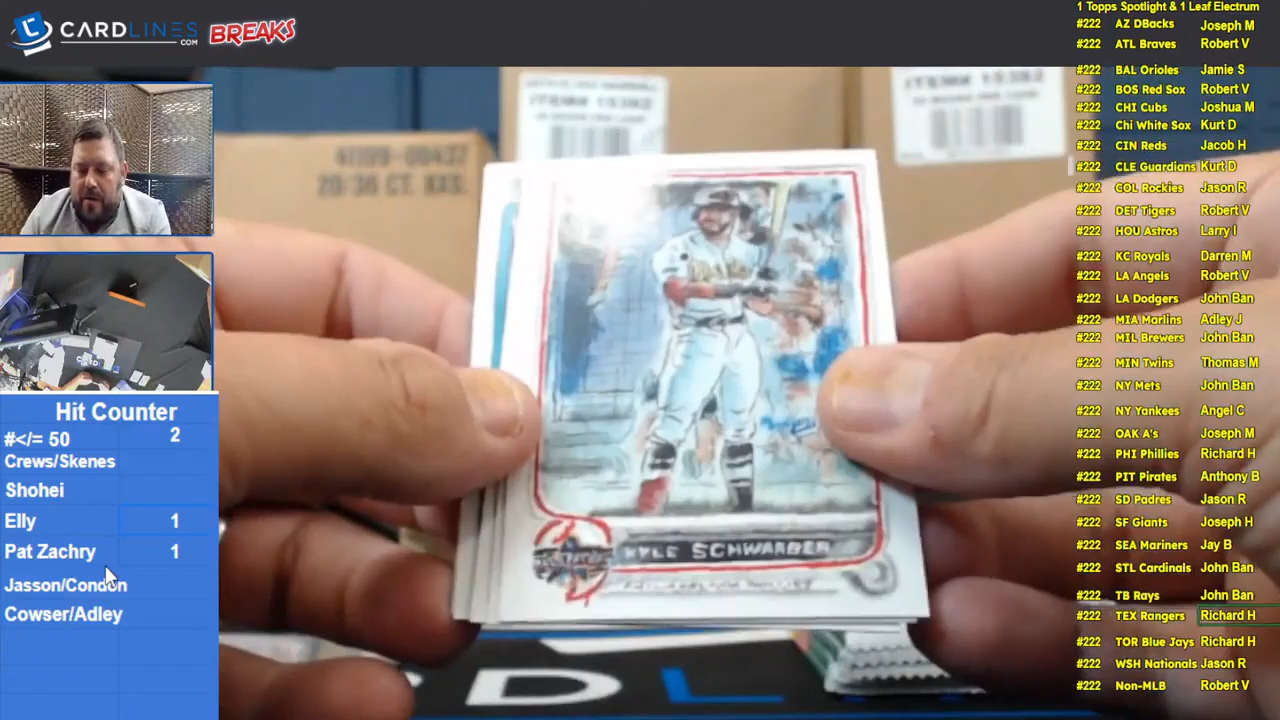 CARDLINES
.COM
BREAKS
1 Topps Spotlight & 1 Leaf Electrum
#222 AZ DBacks Joseph M
#222 ATL Braves Robert V
#222 BAL Orioles Jamie S
#222 BOS Red Sox Robert V
#222 CHI Cubs Joshua M
#222 Chi White Sox Kurt D
#222 CIN Reds Jacob H
#222 CLE Guardians Kurt D
#222 COL Rockies Jason R
#222 DET Tigers Robert V
#222 HOU Astros Larry I
#222 KC Royals Darren M
#222 LA Angels Robert V
#222 LA Dodgers John Ban
#222 MIA Marlins Adley J
#222 MIL Brewers John Ban
#222 MIN Twins Thomas M
#222 NY Mets John Ban
#222 NY Yankees Angel C
#222 OAK A's Joseph M
#222 PHI Phillies Richard H
#222 PIT Pirates Anthony B
#222 SD Padres Jason R
#222 SF Giants Joseph H
#222 SEA Mariners Jay B
#222 STL Cardinals John Ban
#222 TB Rays John Ban
#222 TEX Rangers Richard H
#222 TOR Blue Jays Richard H
#222 WSH Nationals Jason R
#222 Non-MLB Robert V
ITEM# 15382
20/36 CT. XXS.
KYLE SCHWARBER
D L
Hit Counter
#</= 50 2
Crews/Skenes
Shohei
Elly 1
Pat Zachry 1
Jasson/Condon
Cowser/Adley